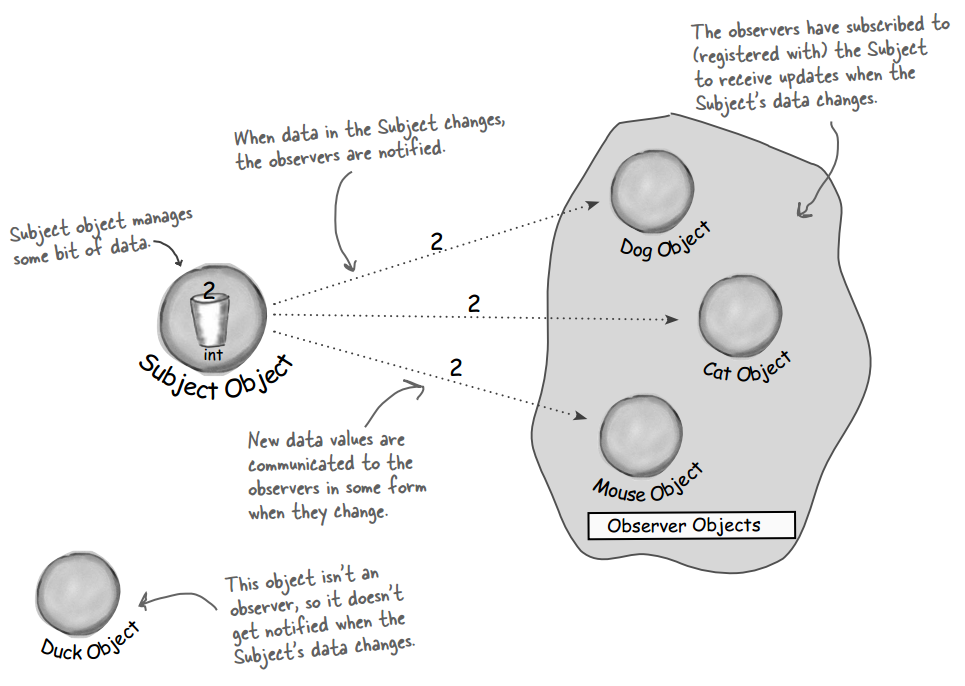 The observers have subscribed to
(registered with) the Subject
to receive updates when the
Subject's data changes.
When data in the Subject changes,
the observers are notified.
Subject object manages
some bit of data.
2
int
Subject Object
2
2
2
Dog Object
Cat Object
Mouse Object
Observer Objects
New data values are
communicated to the
observers in some form
when they change.
Duck Object
This object isn't an
observer, so it doesn't
get notified when the
Subject's data changes.